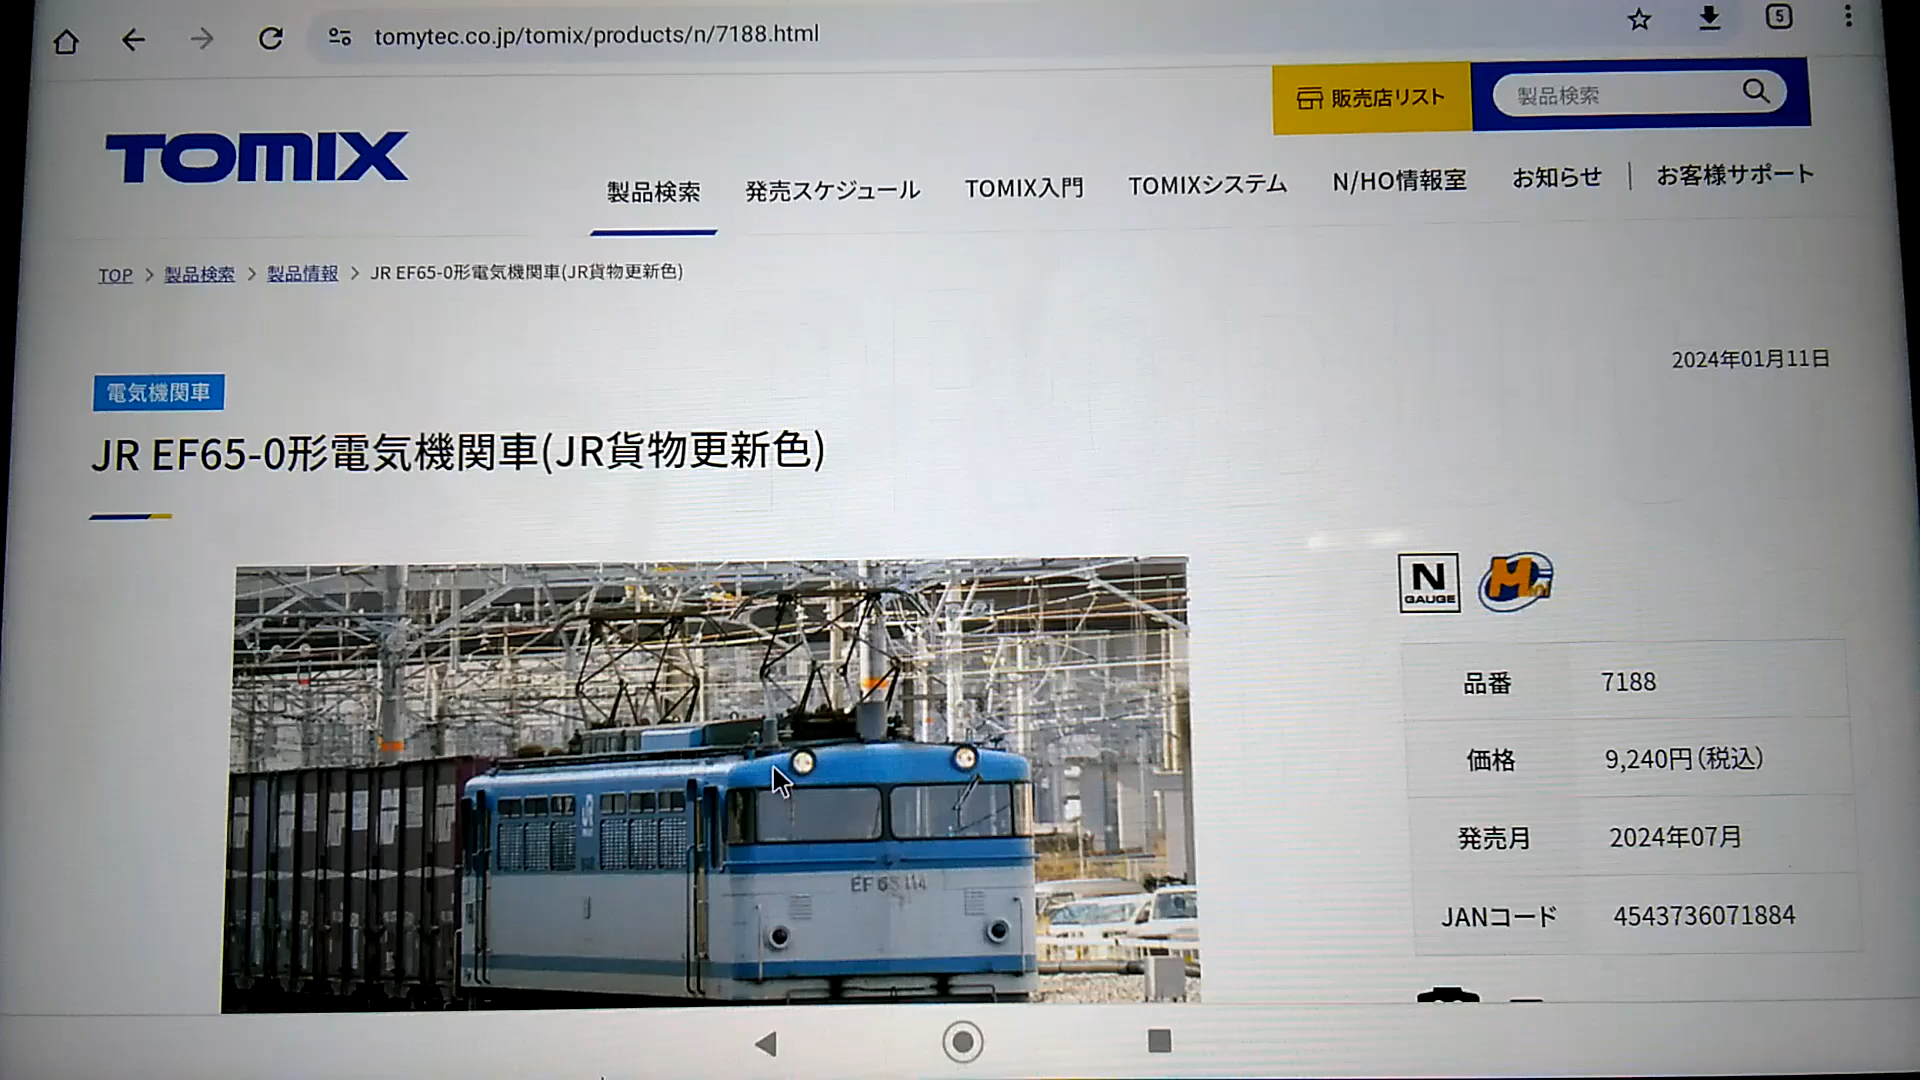 tomytec.co.jp/tomix/products/n/7188.html
5
販売店リスト
製品検索
TOMIX
製品検索
発売スケジュール
TOMIX入門
TOMIXシステム
N/HO情報室
お知らせ
お客様サポート
TOP > 製品検索 > 製品情報 > JR EF65-0形電気機関車(JR貨物更新色)
2024年01月11日
電気機関車
JR EF65-0形電気機関車(JR貨物更新色)
N
GAUGE
M
品番 7188
価格 9,240円(税込)
発売月 2024年07月
JANコード 4543736071884
JR
EF65 114